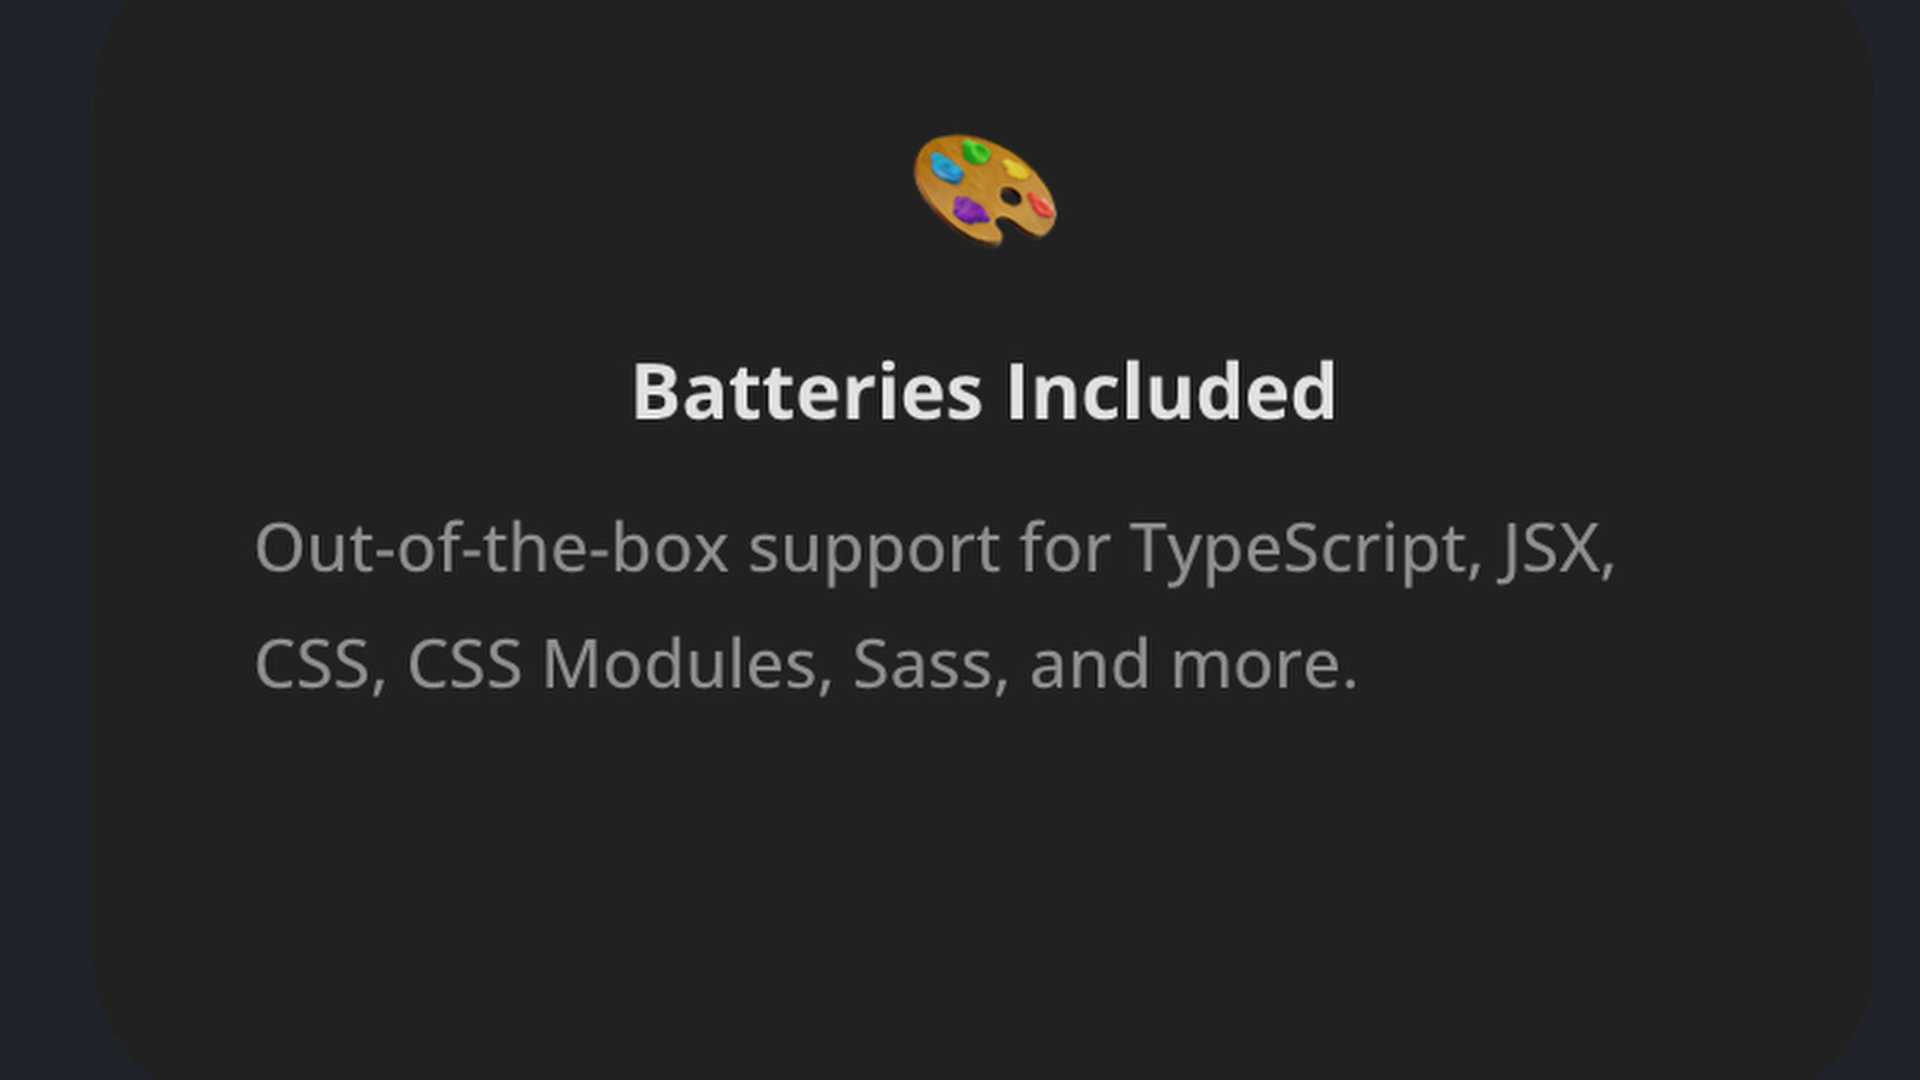 Batteries Included
Out-of-the-box support for TypeScript, JSX,
CSS, CSS Modules, Sass, and more.